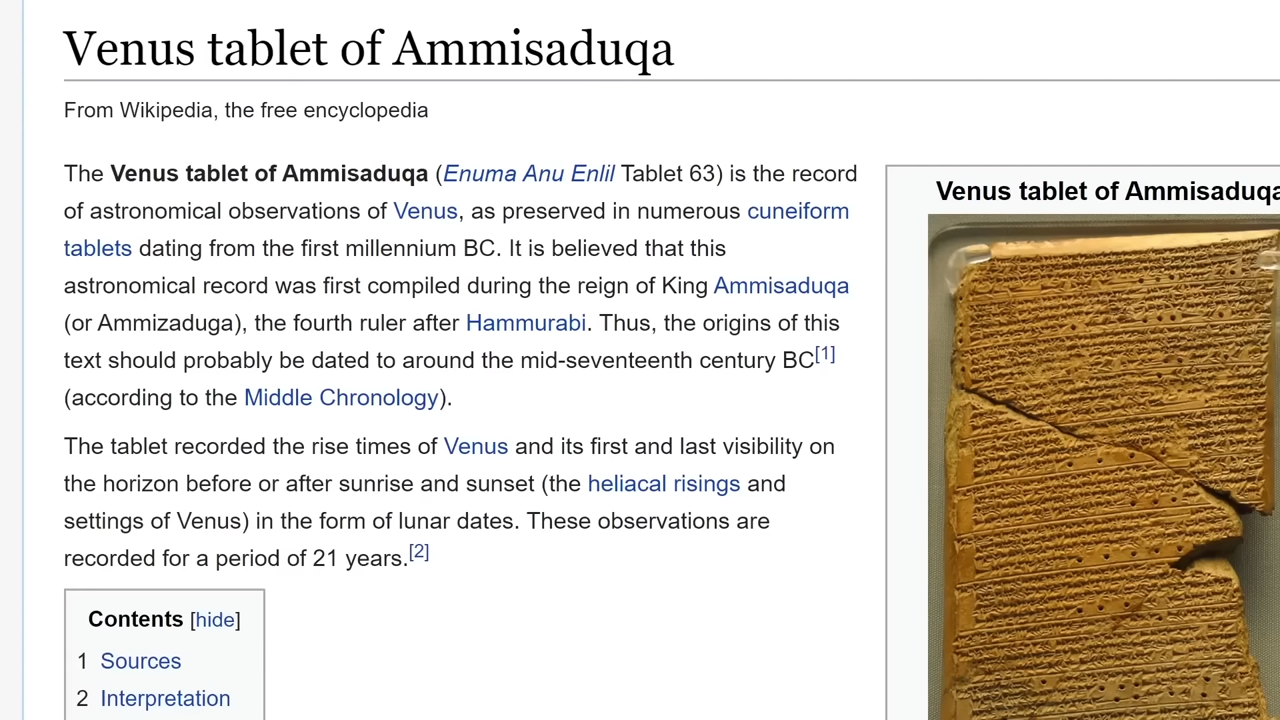 Venus tablet of Ammisaduqa
From Wikipedia, the free encyclopedia
The Venus tablet of Ammisaduqa (Enuma Anu Enlil Tablet 63) is the record
of astronomical observations of Venus, as preserved in numerous cuneiform
tablets dating from the first millennium BC. It is believed that this
astronomical record was first compiled during the reign of King Ammisaduqa
(or Ammizaduga), the fourth ruler after Hammurabi. Thus, the origins of this
text should probably be dated to around the mid-seventeenth century BC[1]
(according to the Middle Chronology).
The tablet recorded the rise times of Venus and its first and last visibility on
the horizon before or after sunrise and sunset (the heliacal risings and
settings of Venus) in the form of lunar dates. These observations are
recorded for a period of 21 years.[2]
Contents [hide]
1 Sources
2 Interpretation
Venus tablet of Ammisaduqa